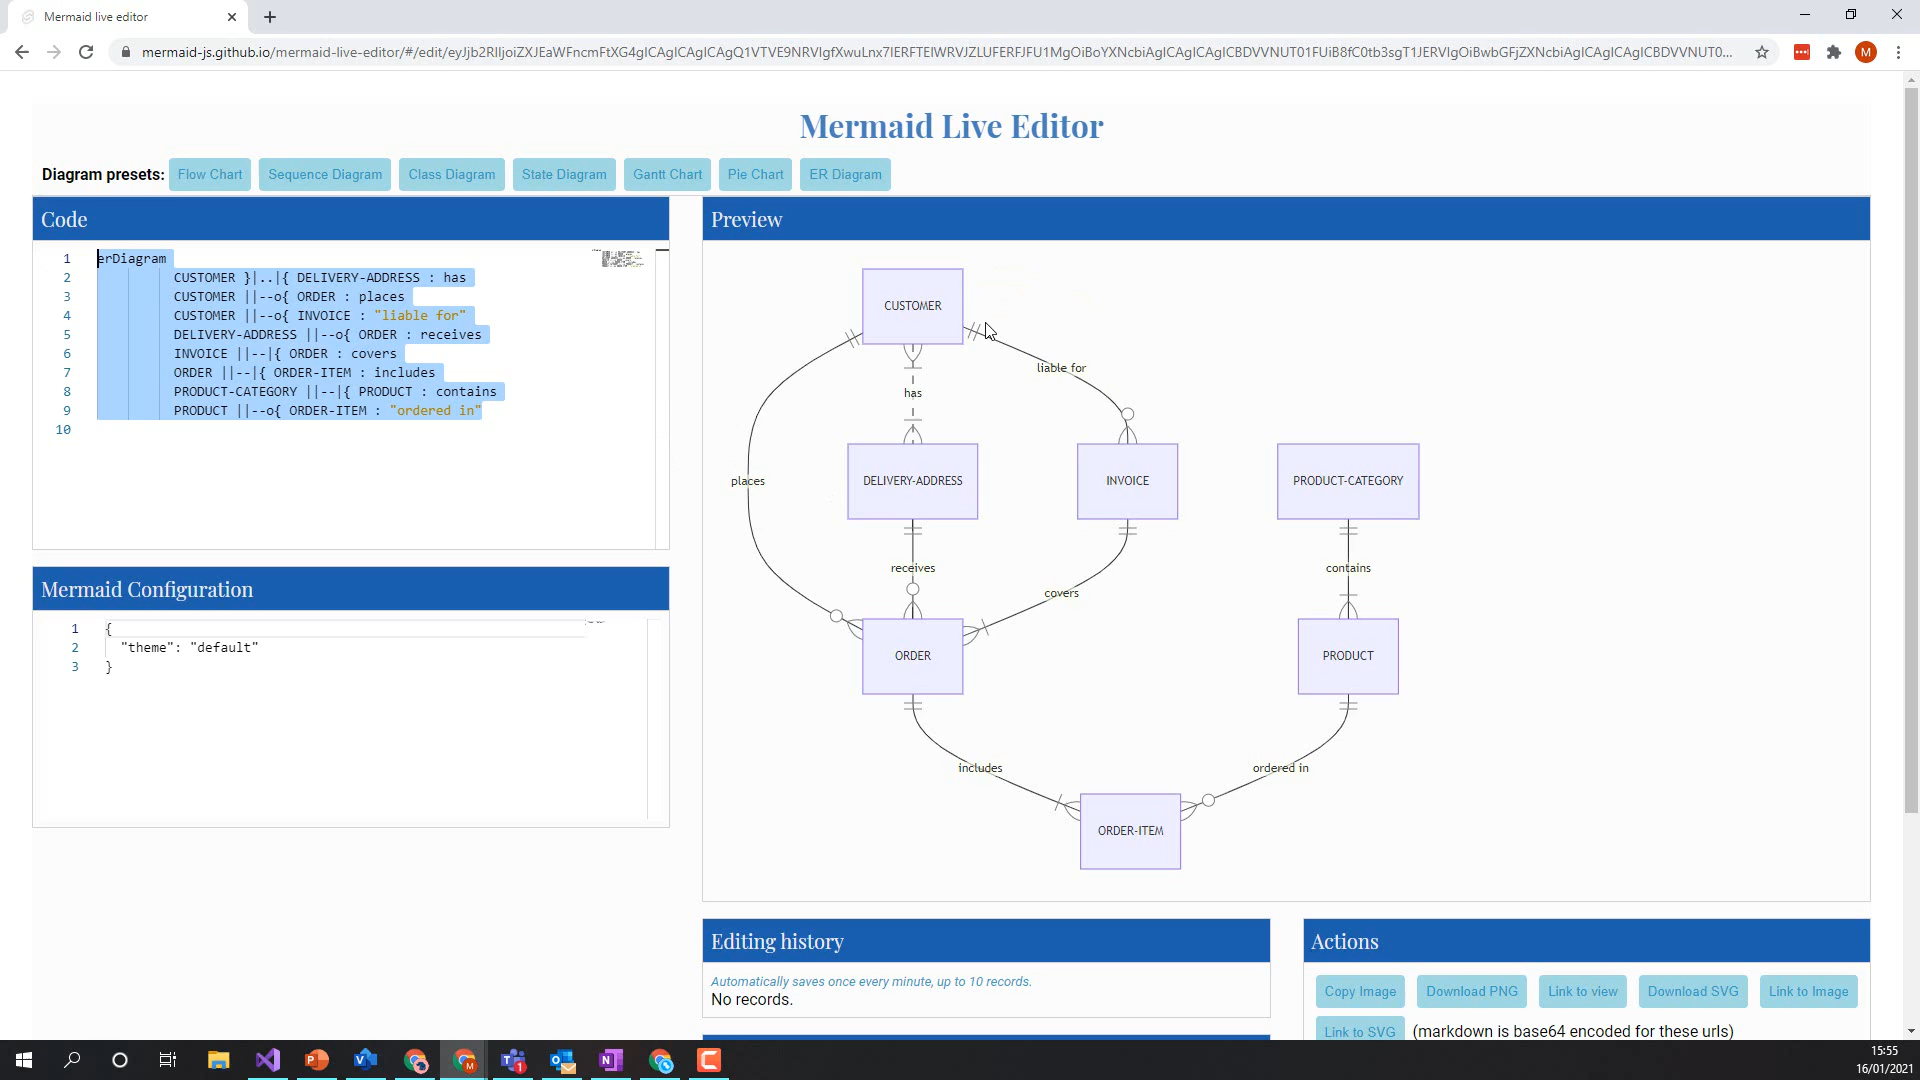 Mermaid live editor
mermaid-js.github.io/mermaid-live-editor/#/edit/eyJjb2RlIjoiZXJEaWFncmFtXG4gICAgICAgICAgQ1VTVE9NRVIgfXwuLnx7IERFTElWRVJZLUFERFJFU1MgOiBoYXNcbiAgICAgICAgICBDVVNUT01FUiB8fC0tb3sgT1JERVIgOiBwbGFjZXNcbiAgICAgICAgICBDVVNUT0...
M
Mermaid Live Editor
Diagram presets: Flow Chart Sequence Diagram Class Diagram State Diagram Gantt Chart Pie Chart ER Diagram
Code
1 erDiagram
2 CUSTOMER }|..|{ DELIVERY-ADDRESS : has
3 CUSTOMER ||--o{ ORDER : places
4 CUSTOMER ||--o{ INVOICE : "liable for"
5 DELIVERY-ADDRESS ||--o{ ORDER : receives
6 INVOICE ||--|{ ORDER : covers
7 ORDER ||--|{ ORDER-ITEM : includes
8 PRODUCT-CATEGORY ||--|{ PRODUCT : contains
9 PRODUCT ||--o{ ORDER-ITEM : "ordered in"
10
Mermaid Configuration
1 {
2 "theme": "default"
3 }
Preview
CUSTOMER
liable for
has
places
DELIVERY-ADDRESS
INVOICE
PRODUCT-CATEGORY
receives
contains
covers
ORDER
PRODUCT
includes
ordered in
ORDER-ITEM
Editing history
Automatically saves once every minute, up to 10 records.
No records.
Actions
Copy Image Download PNG Link to view Download SVG Link to Image
Link to SVG (markdown is base64 encoded for these urls)
15:55
16/01/2021